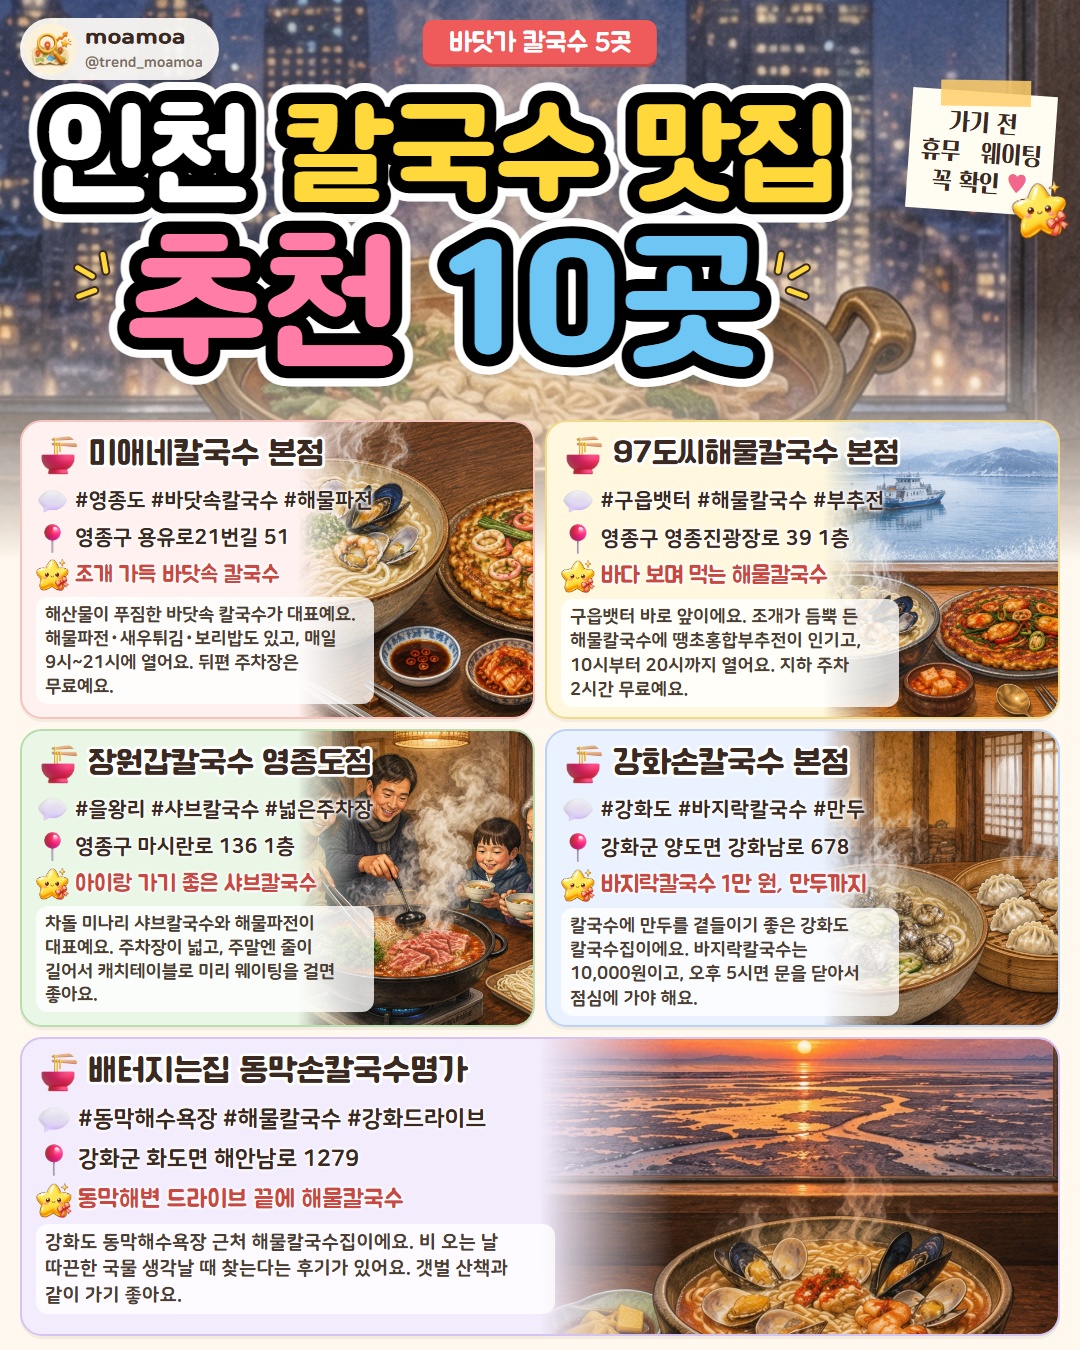 moamoa
@trend_moamoa
바닷가 칼국수 5곳
인천 칼국수 맛집
추천 10곳
가기 전
휴무 웨이팅
꼭 확인
미애네칼국수 본점
#영종도 #바닷속칼국수 #해물파전
영종구 용유로21번길 51
조개 가득 바닷속 칼국수
해산물이 푸짐한 바닷속 칼국수가 대표예요.
해물파전·새우튀김·보리밥도 있고, 매일
9시~21시에 열어요. 뒤편 주차장은
무료예요.
97도씨해물칼국수 본점
#구읍뱃터 #해물칼국수 #부추전
영종구 영종진광장로 39 1층
바다 보며 먹는 해물칼국수
구읍뱃터 바로 앞이에요. 조개가 듬뿍 든
해물칼국수에 땡초홍합부추전이 인기고,
10시부터 20시까지 열어요. 지하 주차
2시간 무료예요.
장원갑칼국수 영종도점
#을왕리 #샤브칼국수 #넓은주차장
영종구 마시란로 136 1층
아이랑 가기 좋은 샤브칼국수
차돌 미나리 샤브칼국수와 해물파전이
대표예요. 주차장이 넓고, 주말엔 줄이
길어서 캐치테이블로 미리 웨이팅을 걸면
좋아요.
강화손칼국수 본점
#강화도 #바지락칼국수 #만두
강화군 양도면 강화남로 678
바지락칼국수 1만 원, 만두까지
칼국수에 만두를 곁들이기 좋은 강화도
칼국수집이에요. 바지락칼국수는
10,000원이고, 오후 5시면 문을 닫아서
점심에 가야 해요.
배터지는집 동막손칼국수명가
#동막해수욕장 #해물칼국수 #강화드라이브
강화군 화도면 해안남로 1279
동막해변 드라이브 끝에 해물칼국수
강화도 동막해수욕장 근처 해물칼국수집이에요. 비 오는 날
따끈한 국물 생각날 때 찾는다는 후기가 있어요. 갯벌 산책과
같이 가기 좋아요.